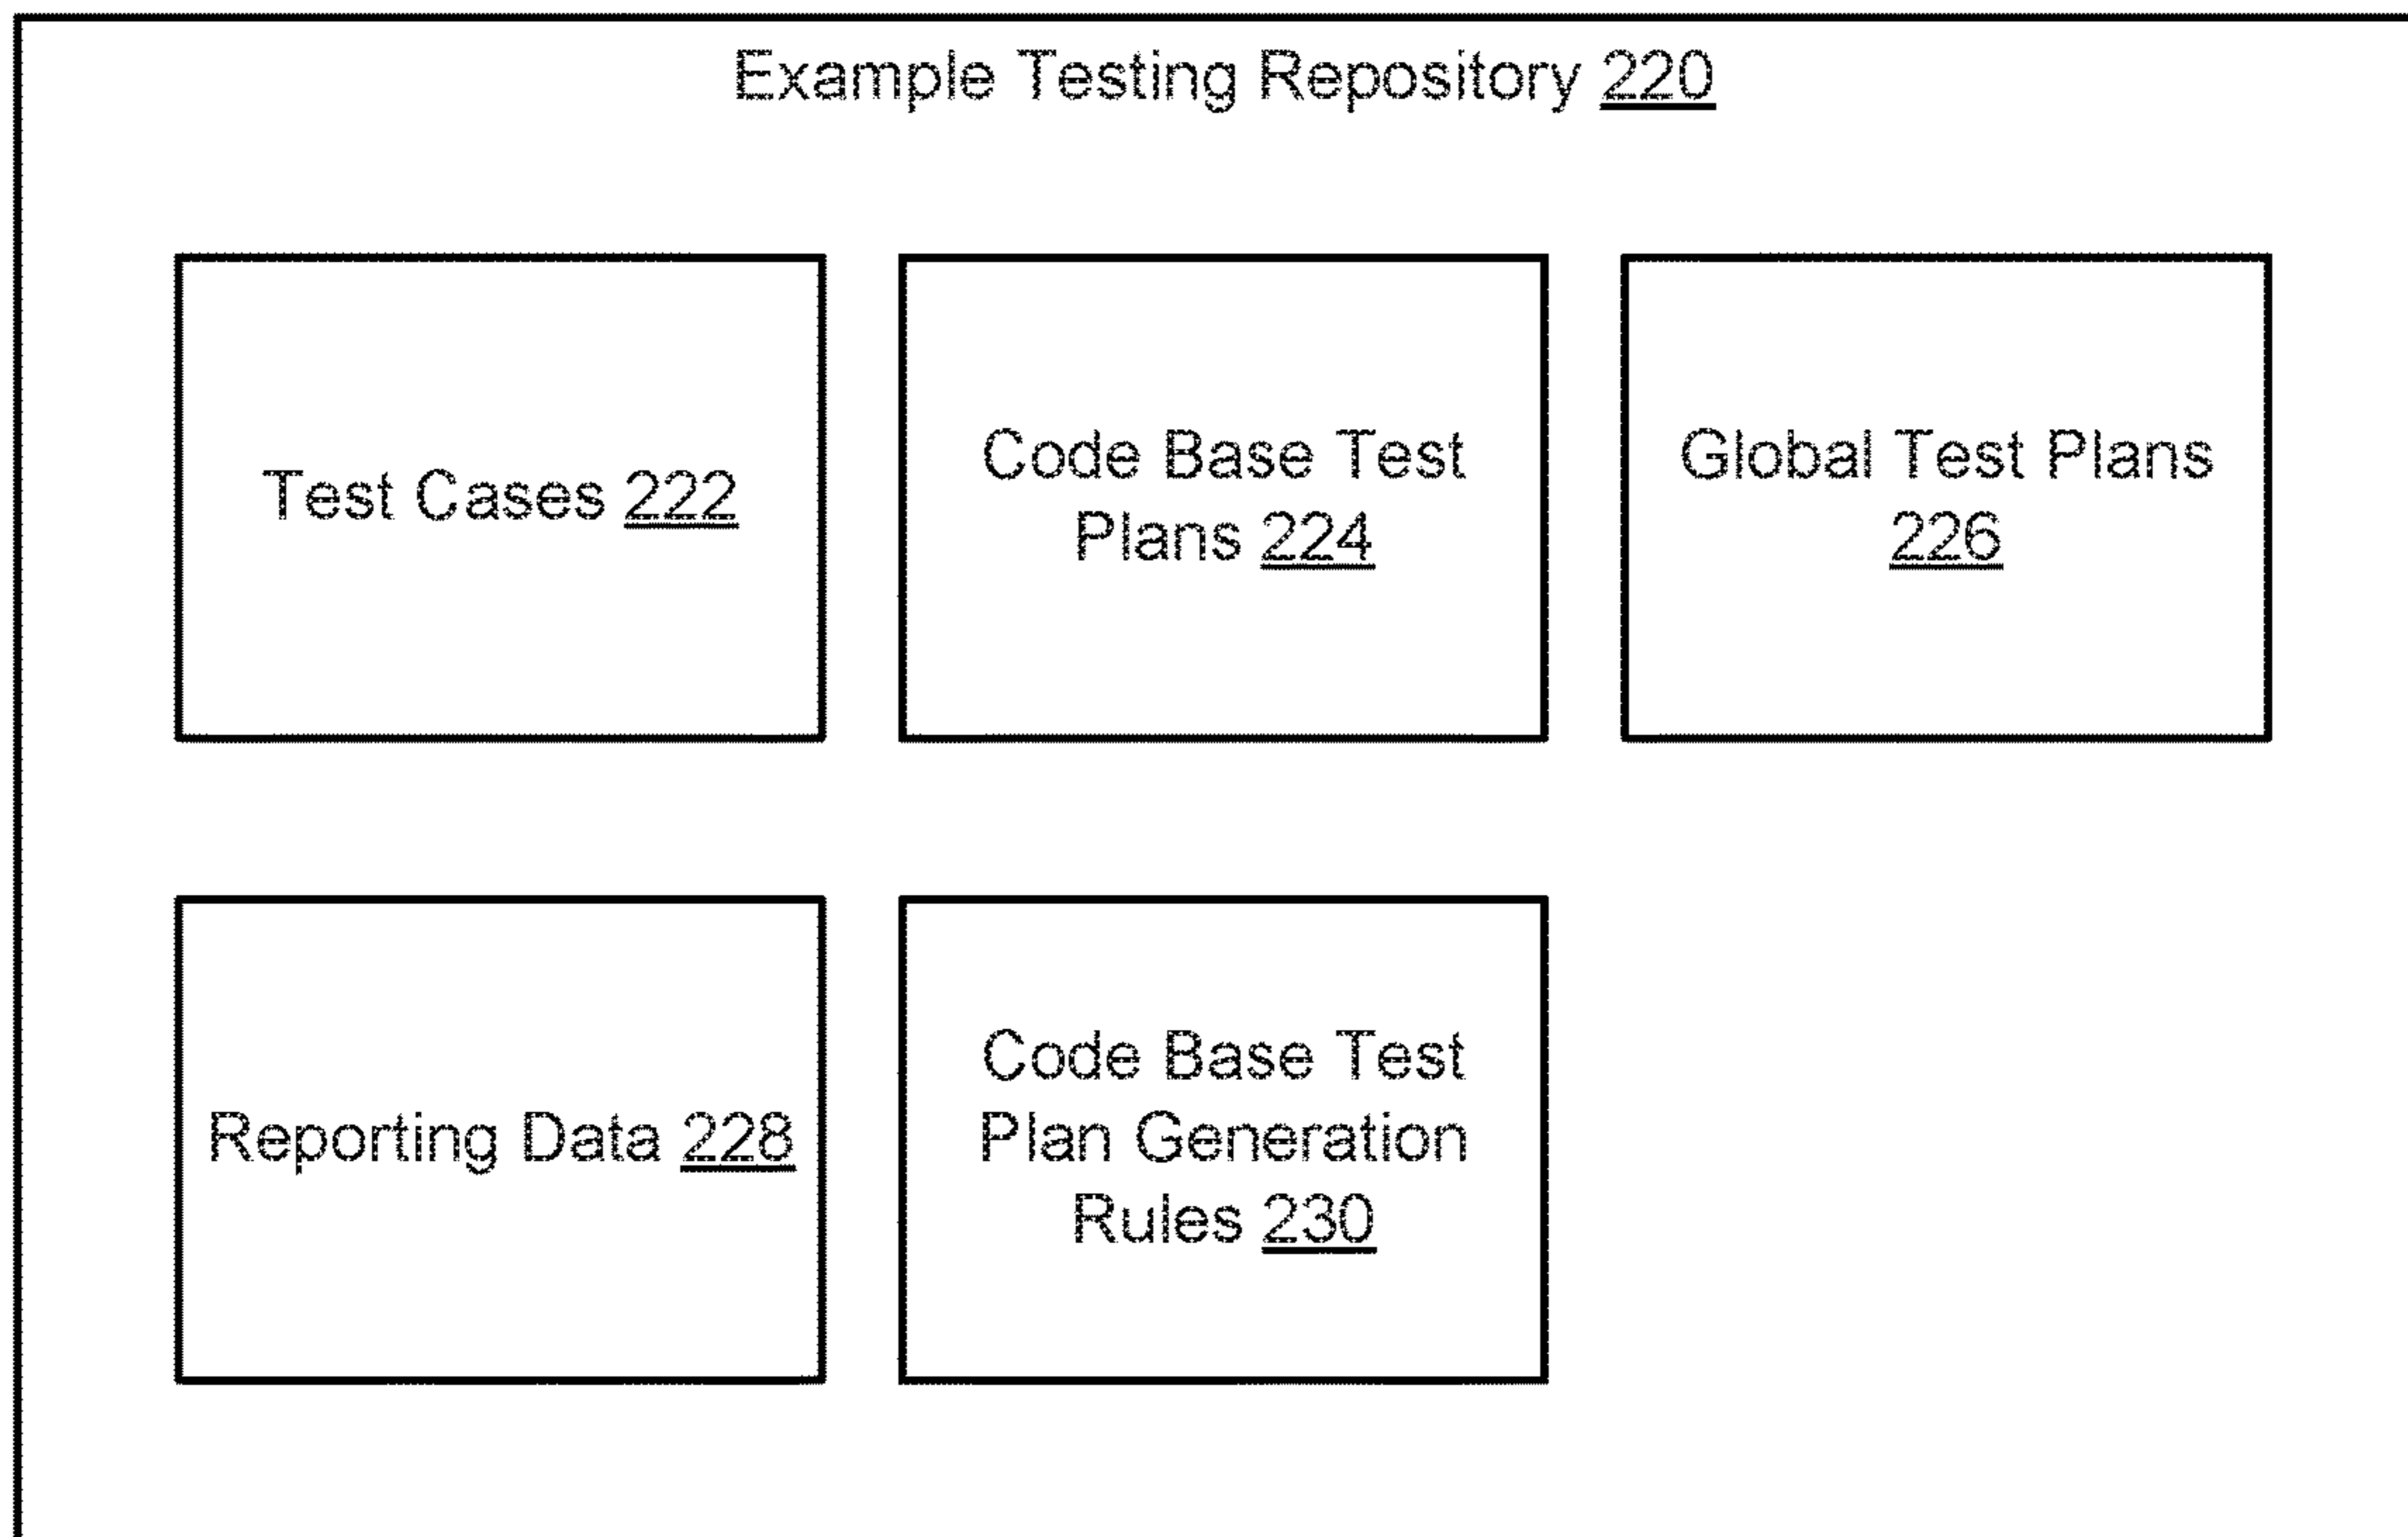 Example Testing Repository 220
Test Cases 222
Code Base Test
Plans 224
Global Test Plans
226
Reporting Data 228
Code Base Test
Plan Generation
Rules 230